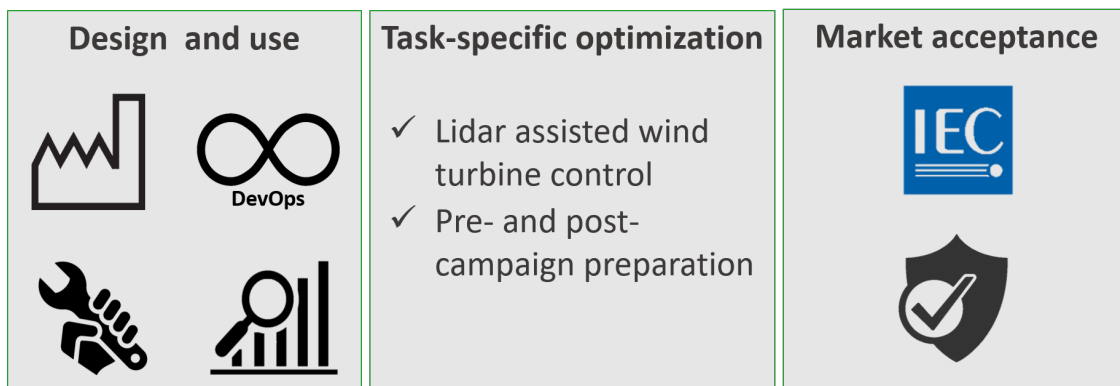 Design and use
DevOps
Task-specific optimization
✓ Lidar assisted wind
turbine control
✓ Pre- and post-
campaign preparation
Market acceptance
IEC